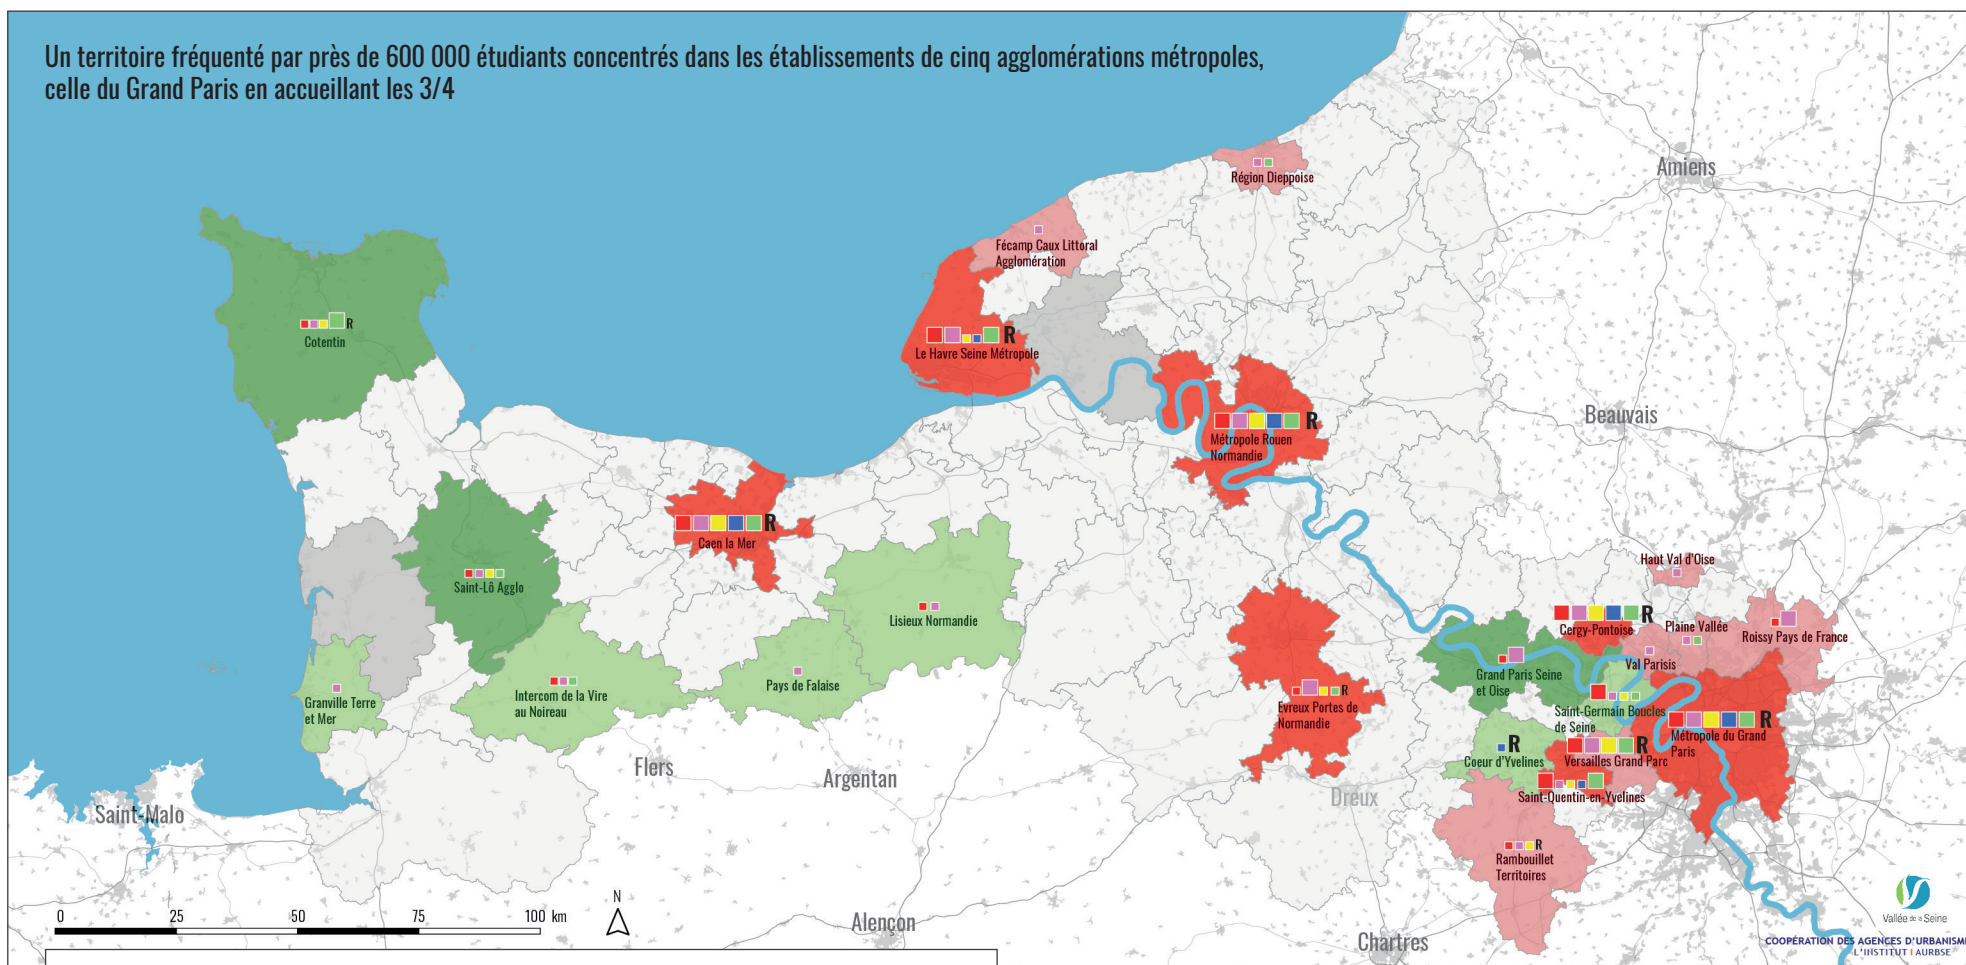 Un territoire fréquenté par près de 600 000 étudiants concentrés dans les établissements de cinq agglomérations métropoles,
celle du Grand Paris en accueillant les 3/4
Amiens
Région Dieppoise
Fécamp Caux Littoral
Agglomération
R
Cotentin
R
Le Havre Seine Métropole
Beauvais
R
Métropole Rouen
Normandie
R
Caen la Mer
Saint-Lô Agglo
Haut Val d'Oise
Lisieux Normandie
R
Cergy-Pontoise
Plaine Vallée
Roissy Pays de France
Val Parisis
Grand Paris Seine
et Oise
Pays de Falaise
Intercom de la Vire
au Noireau
Granville Terre
et Mer
R
Evreux Portes de
Normandie
Saint-Germain Boucles
de Seine
R
Métropole du Grand
Paris
R
Coeur d'Yvelines
R
Versailles Grand Parc
Flers
Argentan
Dreux
Saint-Quentin-en-Yvelines
Saint-Malo
R
Rambouillet
Territoires
N
0 25 50 75 100 km
Alençon
Chartres
Vallée de la Seine
COOPÉRATION DES AGENCES D'URBANISME
L'INSTITUT | AURBSE